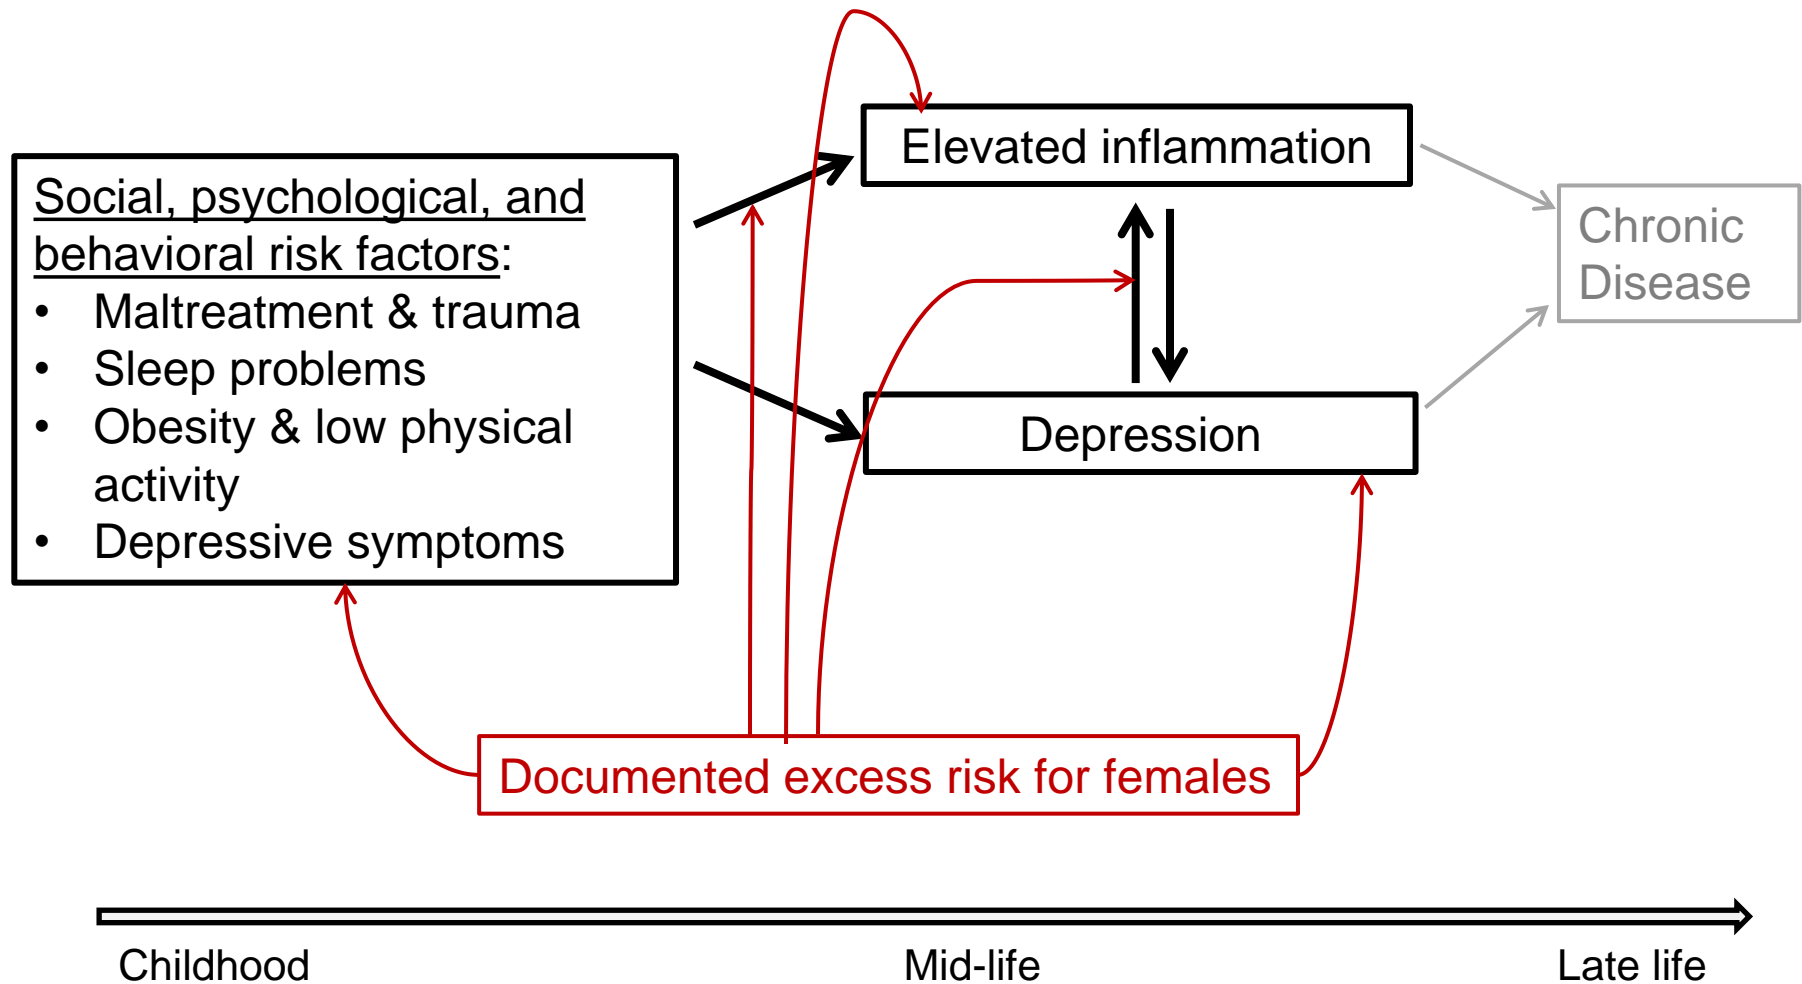 Elevated inflammation
Social, psychological, and
behavioral risk factors:
• Maltreatment & trauma
• Sleep problems
• Obesity & low physical
activity
• Depressive symptoms
Chronic
Disease
Depression
Documented excess risk for females
Childhood
Mid-life
Late life